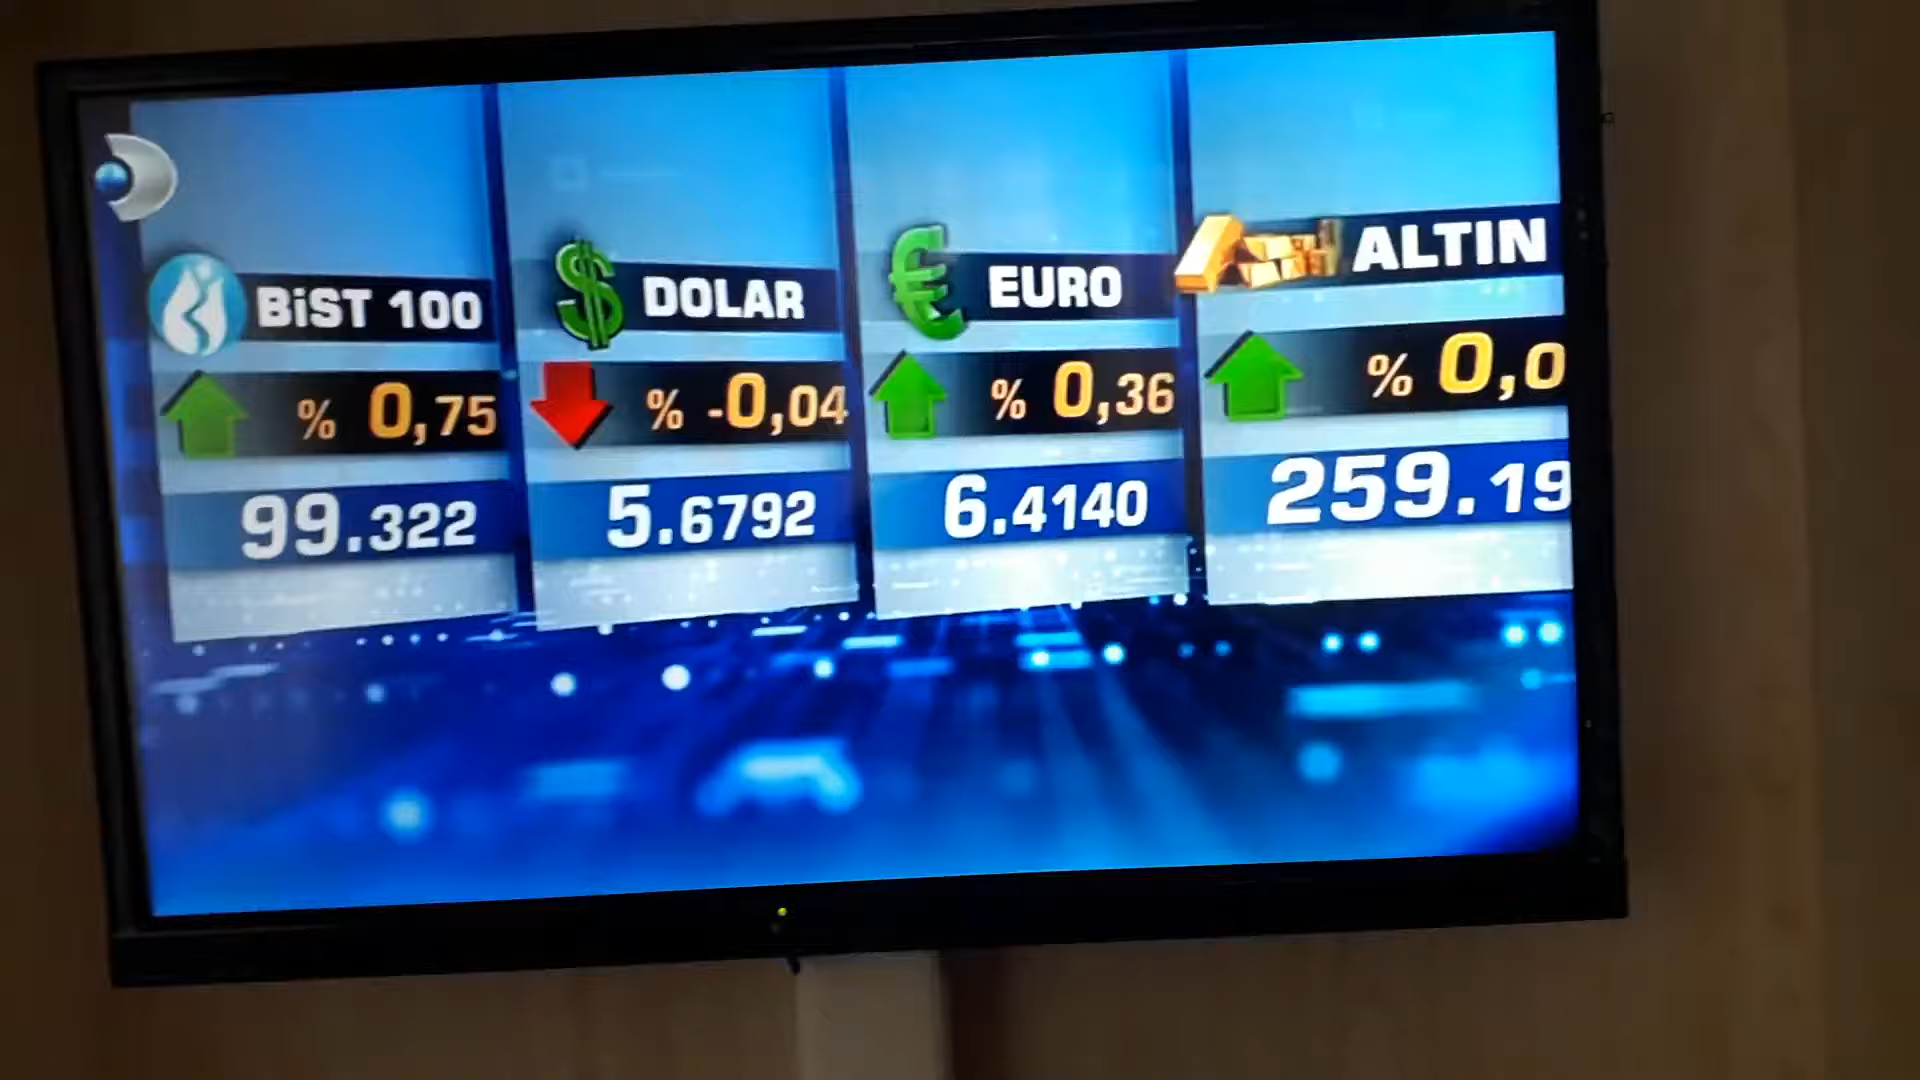 BiST 100
% 0,75
99.322
DOLAR
% -0,04
5.6792
EURO
% 0,36
6.4140
ALTIN
% 0,0
259.19